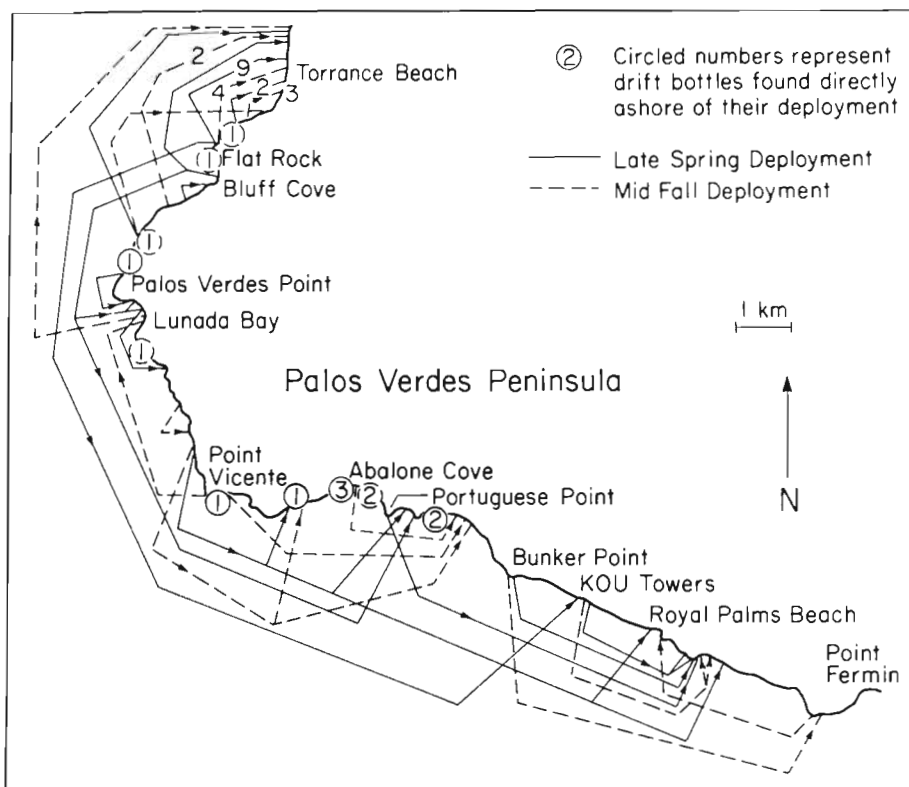 2
9
Torrance Beach
4
2
3
1
1
Flat Rock
Bluff Cove
1
1
Palos Verdes Point
Lunada Bay
1
② Circled numbers represent
drift bottles found directly
ashore of their deployment
Late Spring Deployment
Mid Fall Deployment
1 km
Palos Verdes Peninsula
N
Point
Vicente
1
1
3
Abalone Cove
2
Portuguese Point
2
Bunker Point
KOU Towers
Royal Palms Beach
Point
Fermin